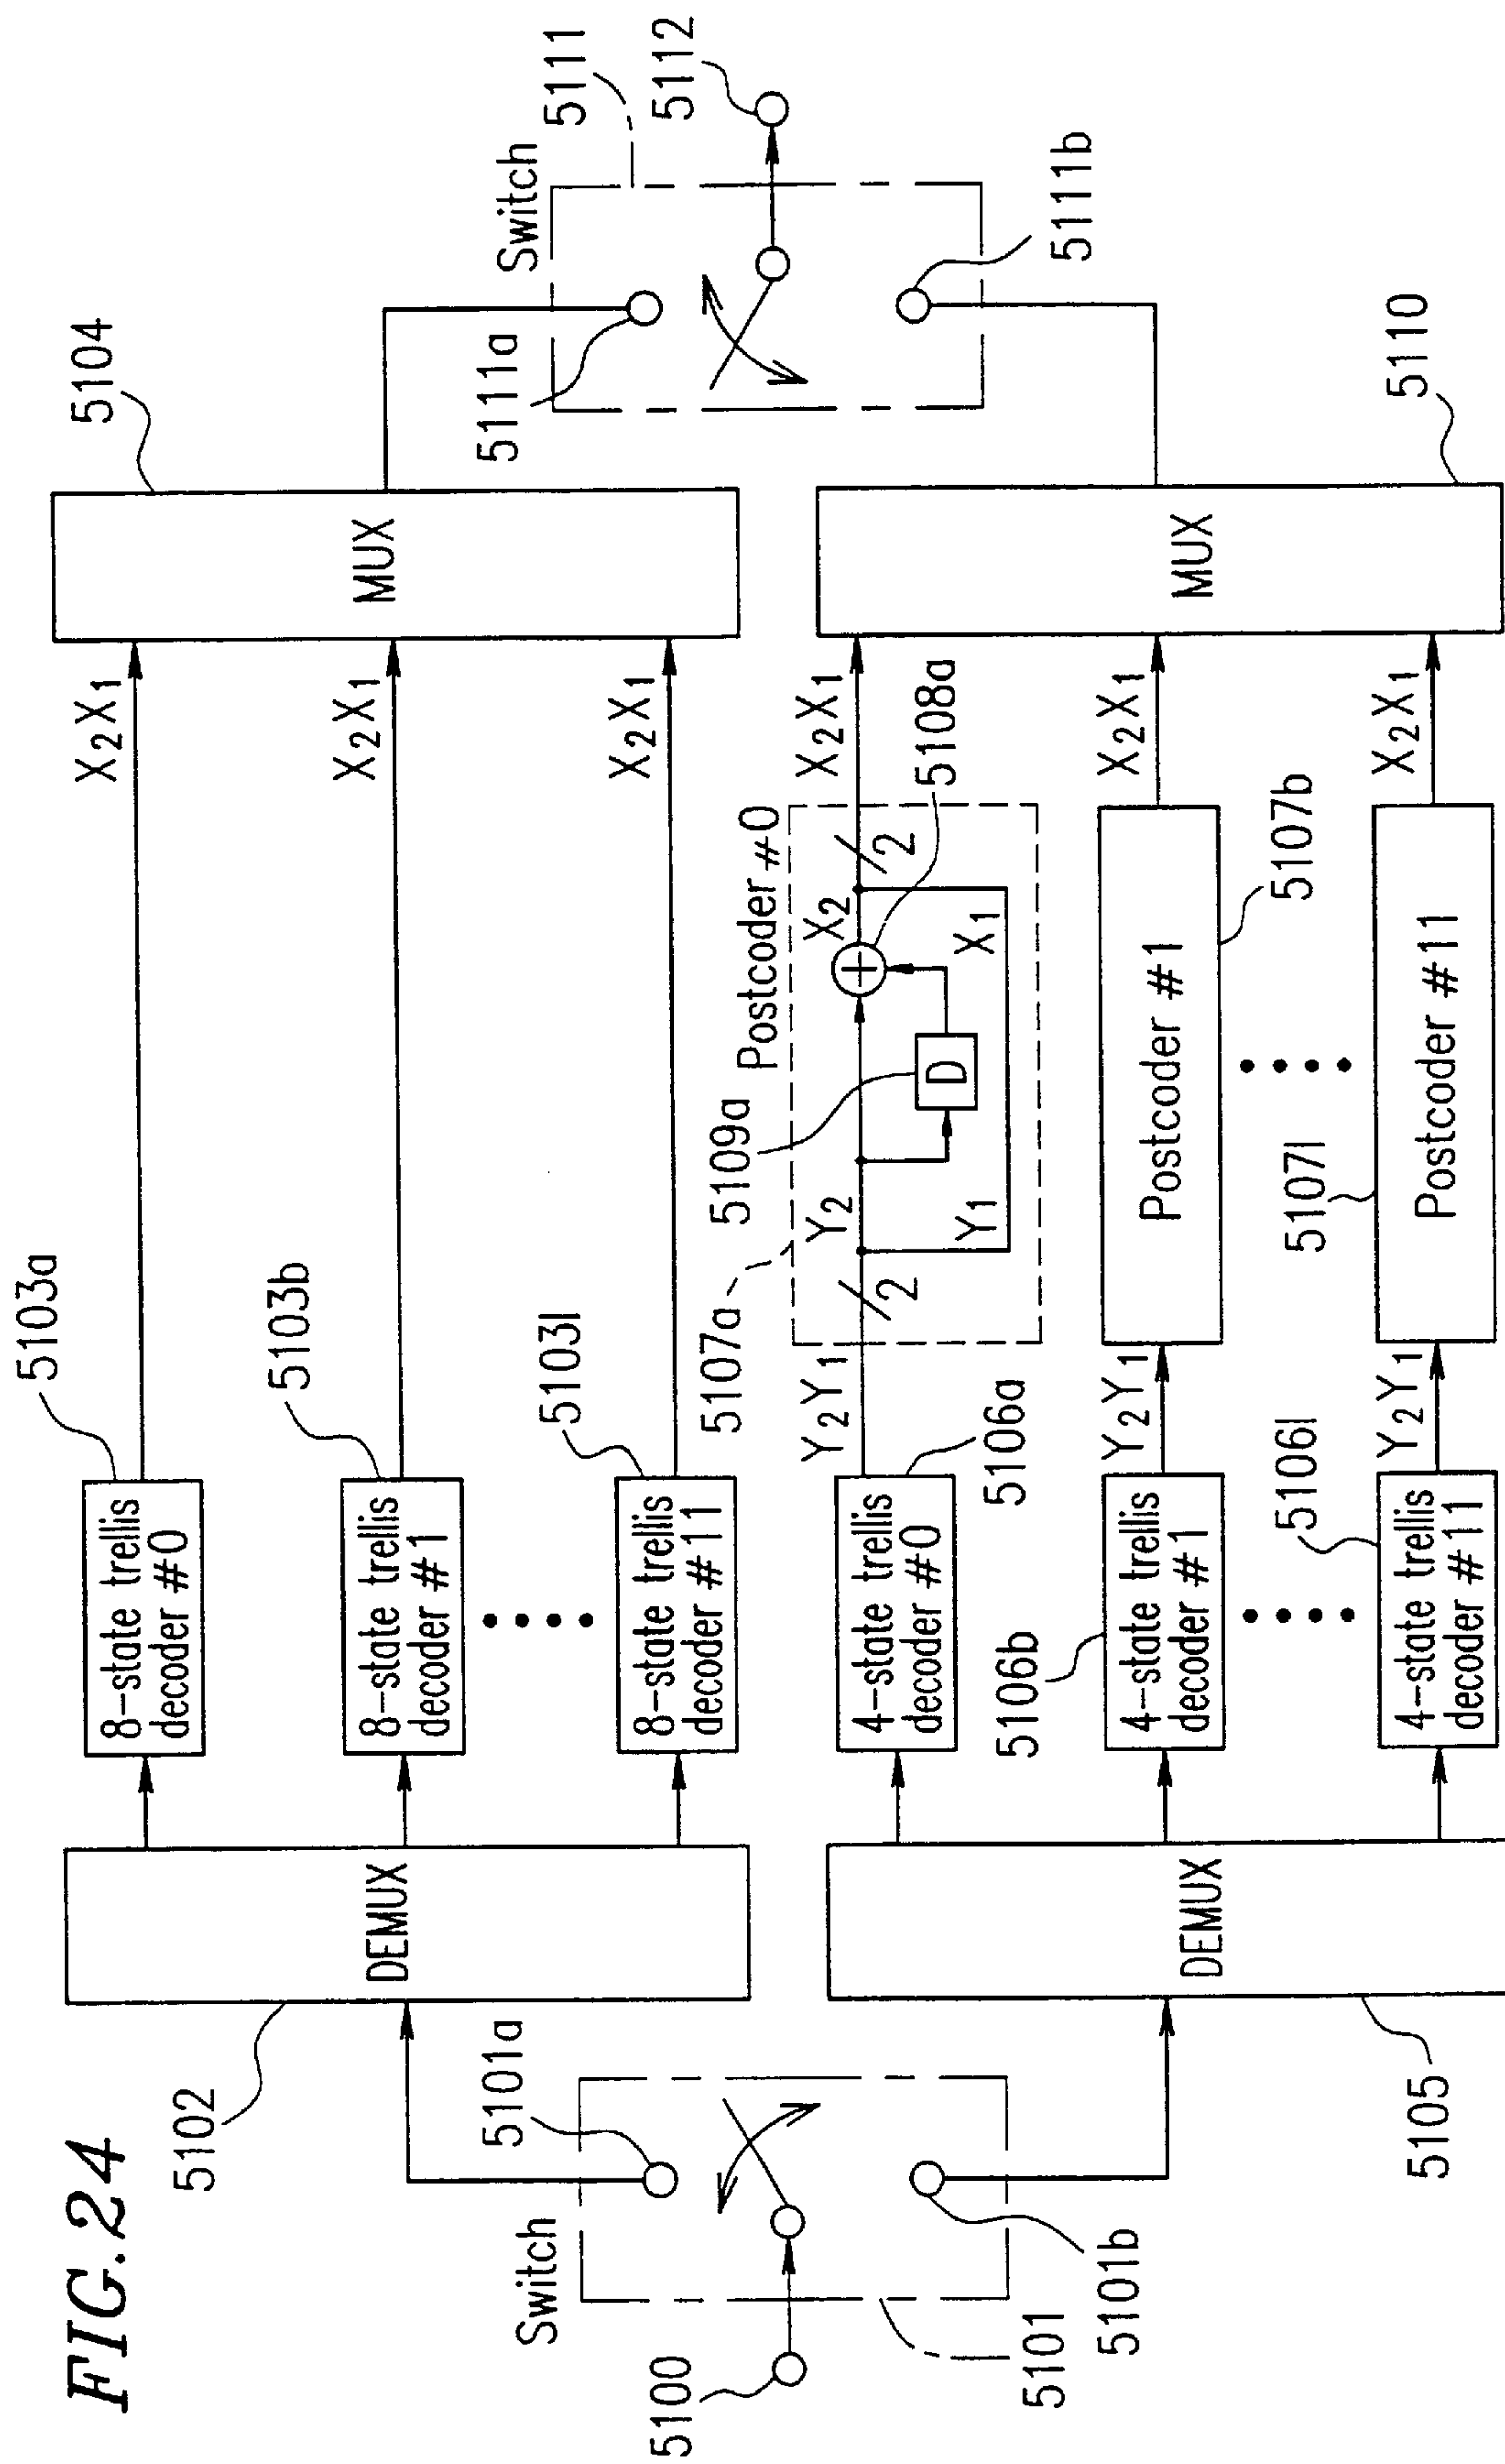 FIG.24
5100
Switch
5101
5101a
5101b
5102
DEMUX
5105
DEMUX
8-state trellis
decoder #0
5103a
8-state trellis
decoder #1
5103b
8-state trellis
decoder #11
5103l
X2X1
X2X1
X2X1
MUX
5104
4-state trellis
decoder #0
5106a
4-state trellis
decoder #1
5106b
4-state trellis
decoder #11
5106l
Y2Y1
Y2Y1
Y2Y1
5107a
Postcoder #0
2
Y2
Y1
5109a
D
X2
X1
2
5108a
Postcoder #1
5107b
Postcoder #11
5107l
X2X1
X2X1
X2X1
MUX
5110
Switch
5111
5111a
5111b
5112